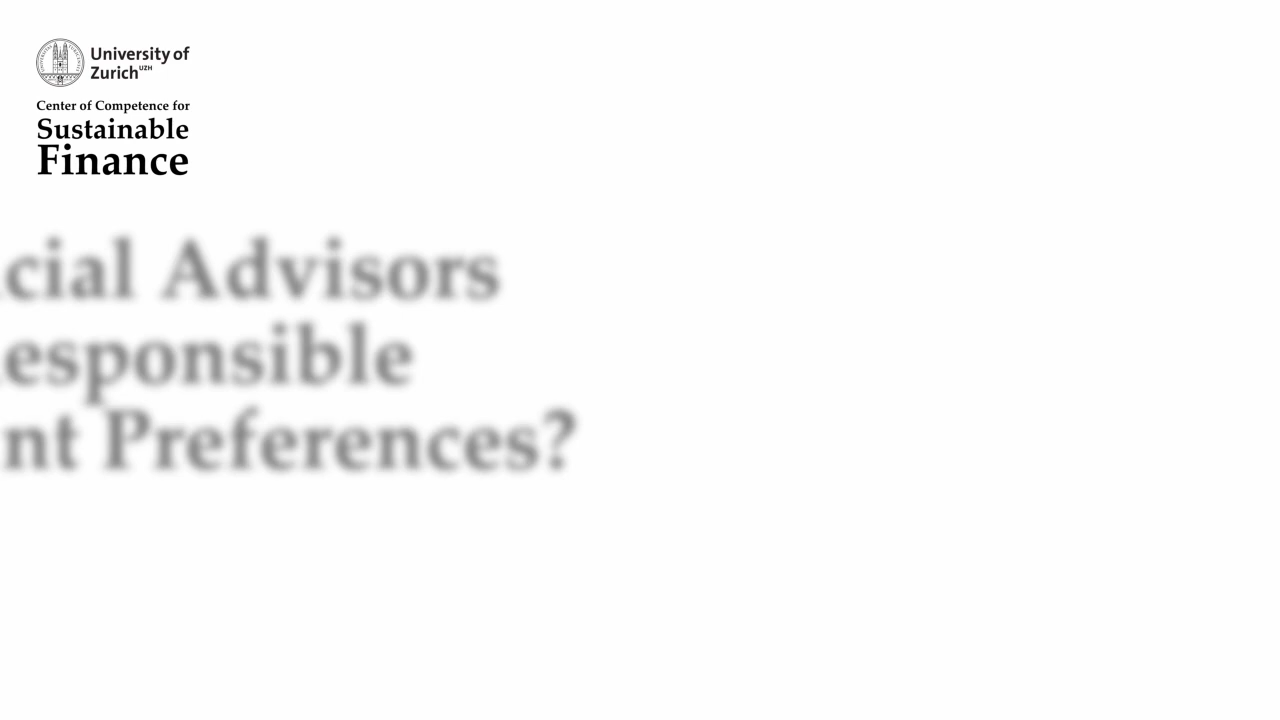 University of
Zurich UZH
Center of Competence for
Sustainable
Finance
cial Advisors
esponsible
nt Preferences?